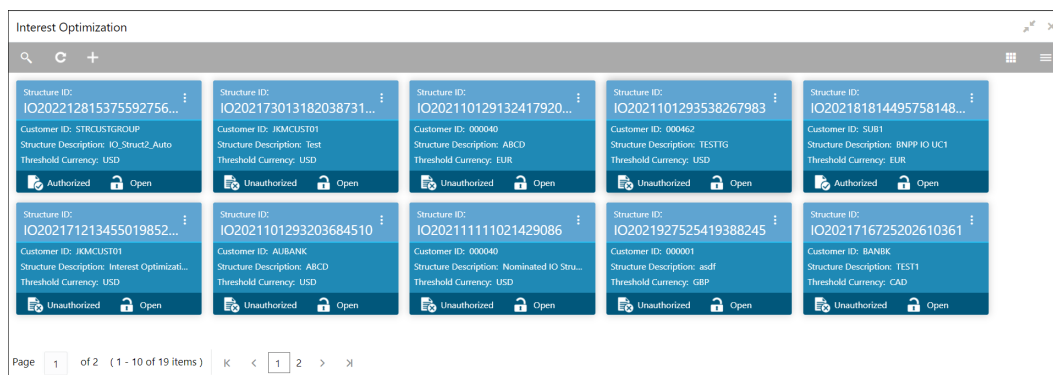 Interest Optimization
Structure ID:
IO202212815375592756...
Customer ID: STRCUSTGROUP
Structure Description: IO_Struct2_Auto
Threshold Currency: USD
Authorized Open
Structure ID:
IO202173013182038731...
Customer ID: JKMCUST01
Structure Description: Test
Threshold Currency: USD
Unauthorized Open
Structure ID:
IO202110129132417920...
Customer ID: 000040
Structure Description: ABCD
Threshold Currency: EUR
Unauthorized Open
Structure ID:
IO2021101293538267983
Customer ID: 000462
Structure Description: TESTTG
Threshold Currency: USD
Unauthorized Open
Structure ID:
IO202181814495758148...
Customer ID: SUB1
Structure Description: BNPP IO UC1
Threshold Currency: EUR
Authorized Open
Structure ID:
IO202171213455019852...
Customer ID: JKMCUST01
Structure Description: Interest Optimizati...
Threshold Currency: USD
Unauthorized Open
Structure ID:
IO2021101293203684510
Customer ID: AUBANK
Structure Description: ABCD
Threshold Currency: USD
Unauthorized Open
Structure ID:
IO202111111021429086
Customer ID: 000040
Structure Description: Nominated IO Stru...
Threshold Currency: USD
Unauthorized Open
Structure ID:
IO2021927525419388245
Customer ID: 000001
Structure Description: asdf
Threshold Currency: GBP
Unauthorized Open
Structure ID:
IO2021716725202610361
Customer ID: BANBK
Structure Description: TEST1
Threshold Currency: CAD
Unauthorized Open
Page 1 of 2 ( 1 - 10 of 19 items ) 1 2